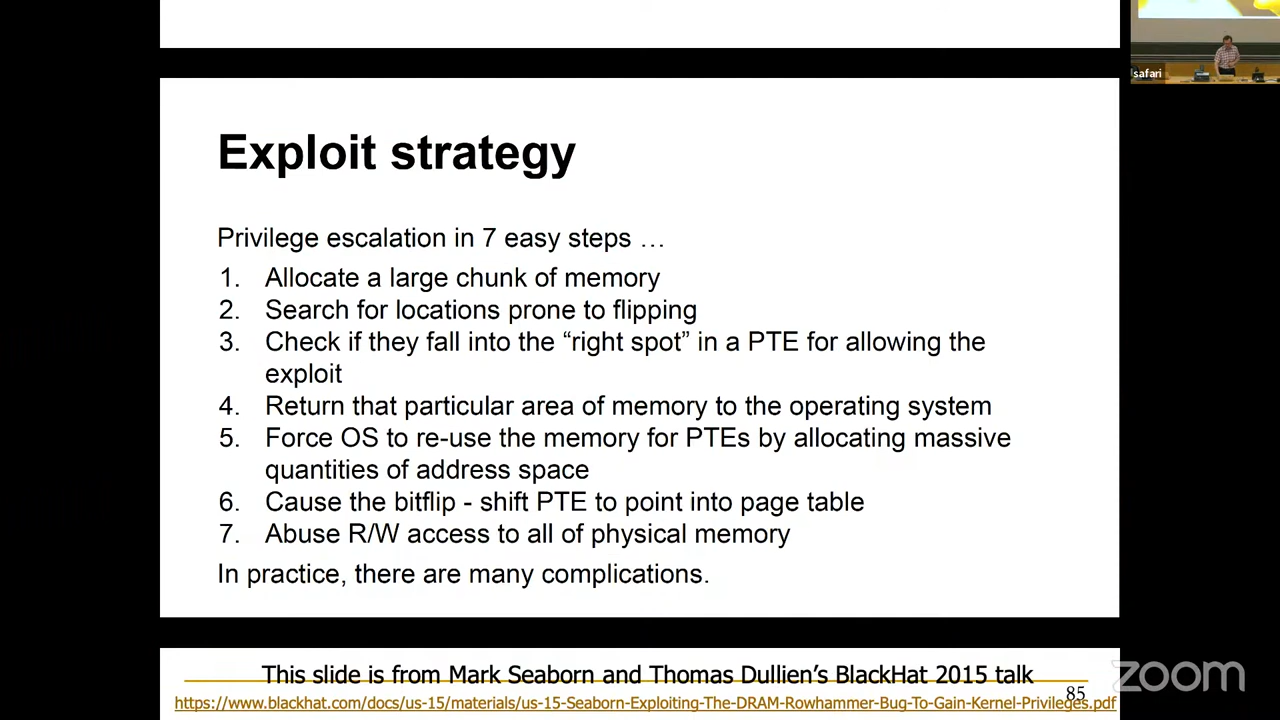 safari
Exploit strategy
Privilege escalation in 7 easy steps …
1. Allocate a large chunk of memory
2. Search for locations prone to flipping
3. Check if they fall into the “right spot” in a PTE for allowing the
exploit
4. Return that particular area of memory to the operating system
5. Force OS to re-use the memory for PTEs by allocating massive
quantities of address space
6. Cause the bitflip - shift PTE to point into page table
7. Abuse R/W access to all of physical memory
In practice, there are many complications.
This slide is from Mark Seaborn and Thomas Dullien’s BlackHat 2015 talk
85
https://www.blackhat.com/docs/us-15/materials/us-15-Seaborn-Exploiting-The-DRAM-Rowhammer-Bug-To-Gain-Kernel-Privileges.pdf
zoom